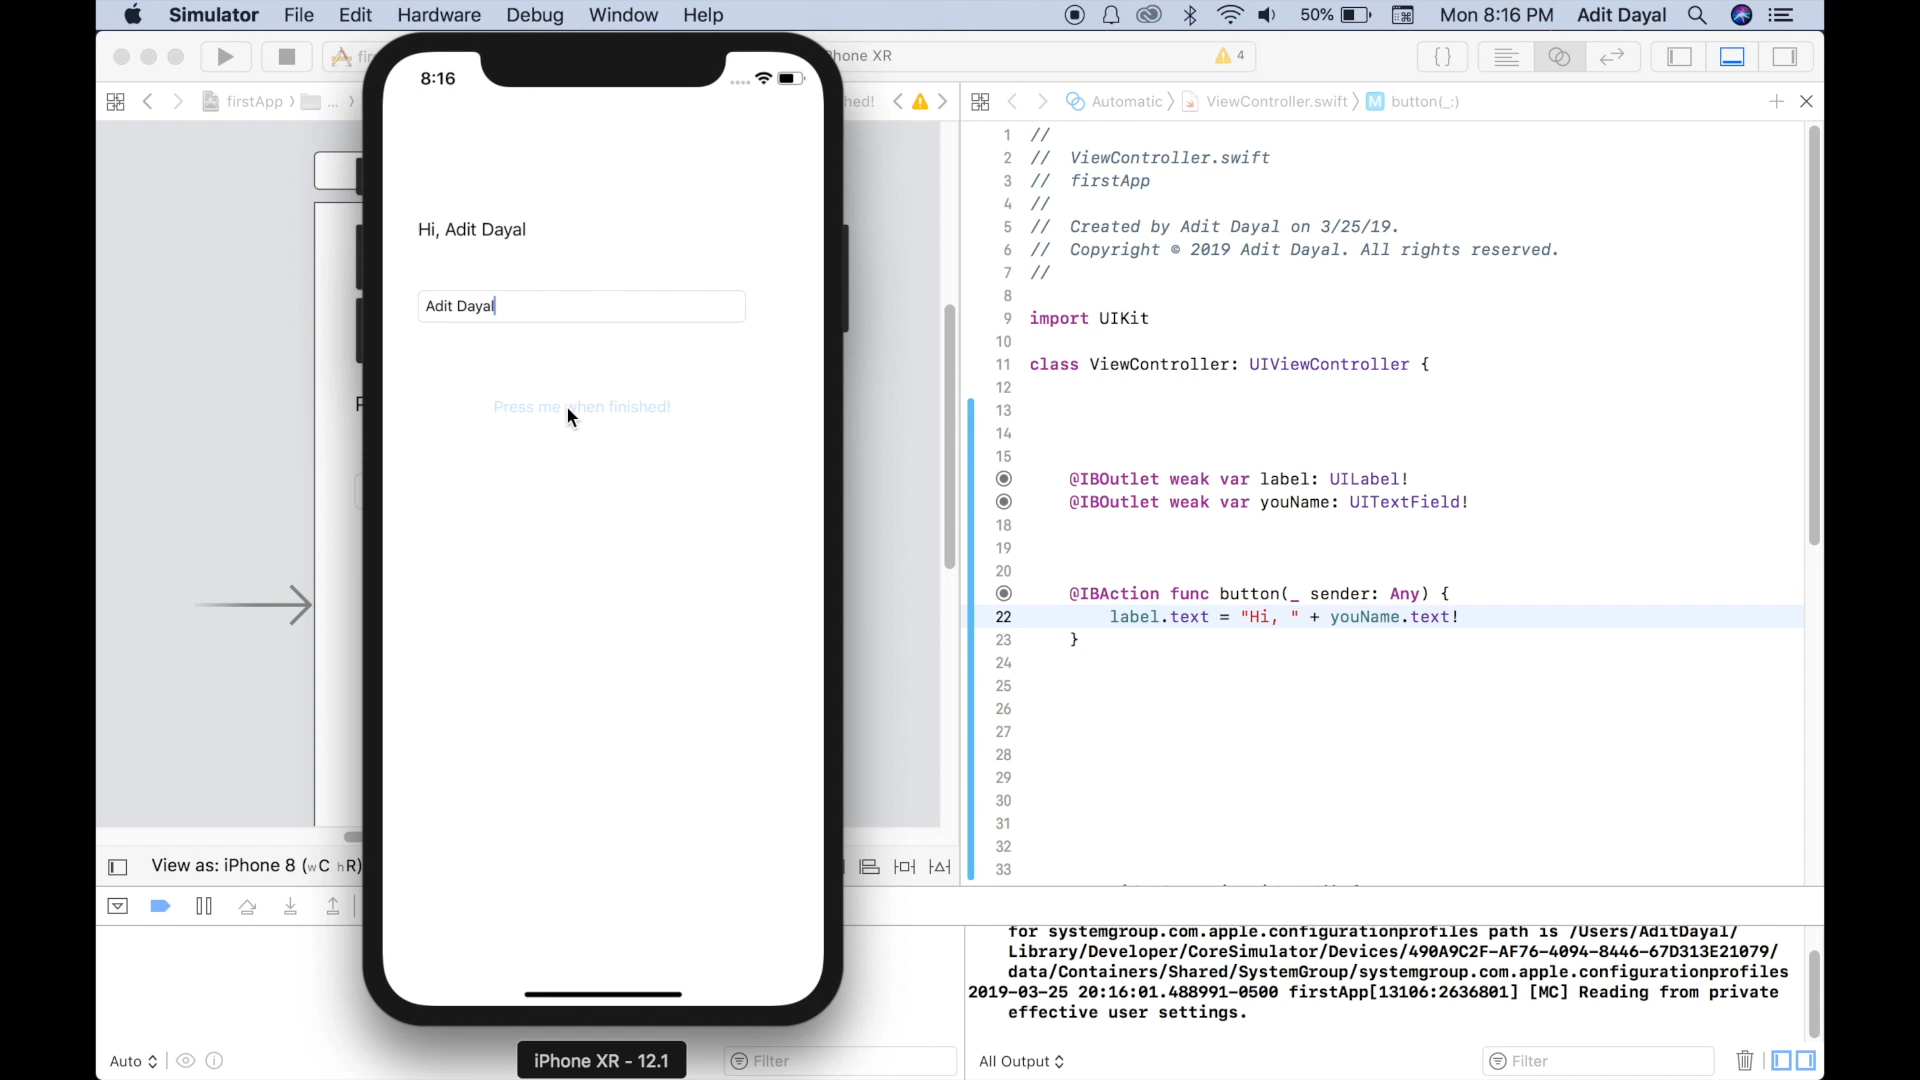 Simulator File Edit Hardware Debug Window Help 50% Mon 8:16 PM Adit Dayal
hone XR
4
firstApp
...
hed!
Automatic
ViewController.swift
M button(_:)
8:16
Hi, Adit Dayal
Adit Dayal
Press me when finished!
1 //
2 // ViewController.swift
3 // firstApp
4 //
5 // Created by Adit Dayal on 3/25/19.
6 // Copyright © 2019 Adit Dayal. All rights reserved.
7 //
8
9 import UIKit
10
11 class ViewController: UIViewController {
12
13
14
15
@IBOutlet weak var label: UILabel!
@IBOutlet weak var youName: UITextField!
18
19
20
@IBAction func button(_ sender: Any) {
22 label.text = "Hi, " + youName.text!
23 }
24
25
26
27
28
29
30
31
32
33
View as: iPhone 8 (wC hR)
for systemgroup.com.apple.configurationprofiles path is /Users/AditDayal/
Library/Developer/CoreSimulator/Devices/490A9C2F-AF76-4094-8446-67D313E21079/
data/Containers/Shared/SystemGroup/systemgroup.com.apple.configurationprofiles
2019-03-25 20:16:01.488991-0500 firstApp[13106:2636801] [MC] Reading from private
effective user settings.
Auto
iPhone XR - 12.1
Filter
All Output
Filter